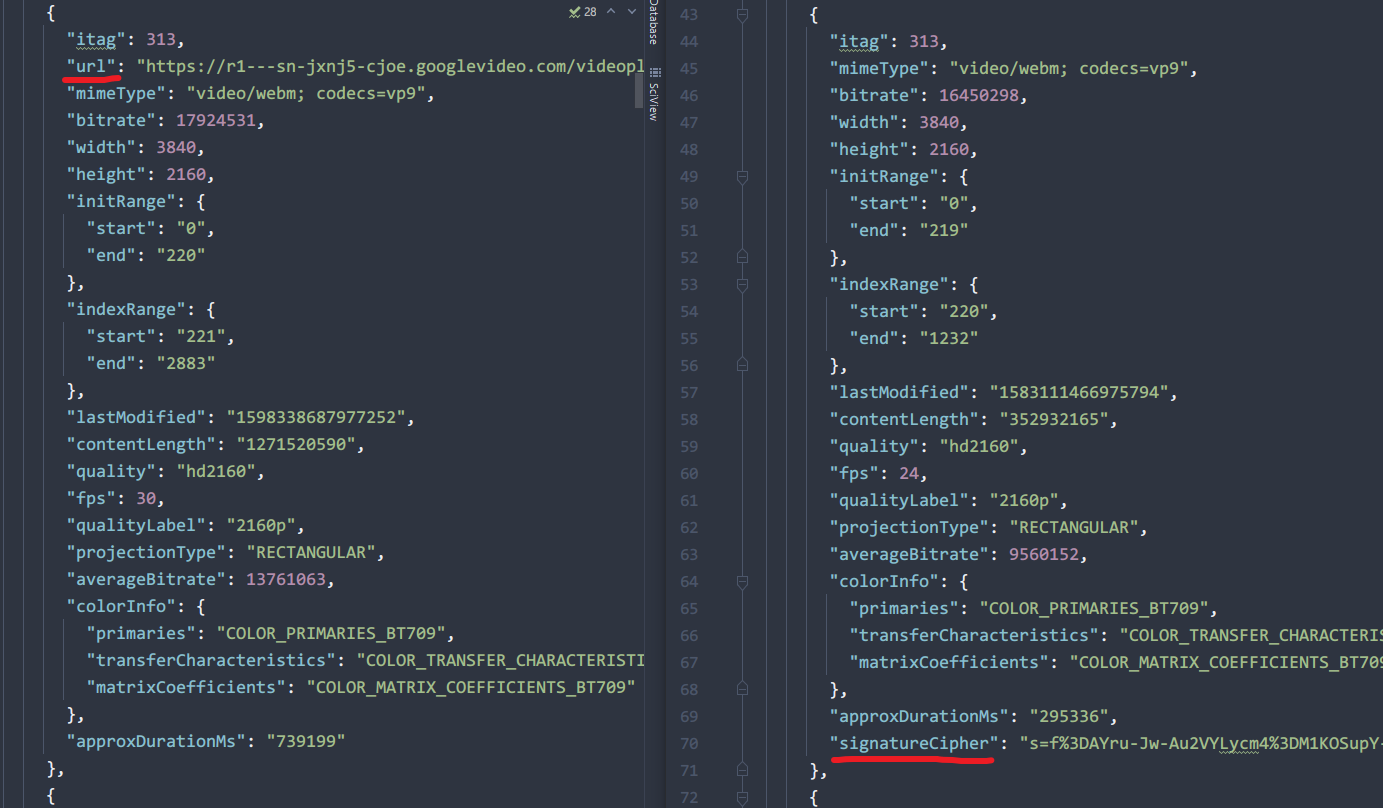 {
28
"itag": 313,
"url": "https://r1---sn-jxnj5-cjoe.googlevideo.com/videopl
"mimeType": "video/webm; codecs=vp9",
"bitrate": 17924531,
"width": 3840,
"height": 2160,
"initRange": {
"start": "0",
"end": "220"
},
"indexRange": {
"start": "221",
"end": "2883"
},
"lastModified": "1598338687977252",
"contentLength": "1271520590",
"quality": "hd2160",
"fps": 30,
"qualityLabel": "2160p",
"projectionType": "RECTANGULAR",
"averageBitrate": 13761063,
"colorInfo": {
"primaries": "COLOR_PRIMARIES_BT709",
"transferCharacteristics": "COLOR_TRANSFER_CHARACTERISTI
"matrixCoefficients": "COLOR_MATRIX_COEFFICIENTS_BT709"
},
"approxDurationMs": "739199"
},
{
Database
SciView
43 {
44 "itag": 313,
45 "mimeType": "video/webm; codecs=vp9",
46 "bitrate": 16450298,
47 "width": 3840,
48 "height": 2160,
49 "initRange": {
50 "start": "0",
51 "end": "219"
52 },
53 "indexRange": {
54 "start": "220",
55 "end": "1232"
56 },
57 "lastModified": "1583111466975794",
58 "contentLength": "352932165",
59 "quality": "hd2160",
60 "fps": 24,
61 "qualityLabel": "2160p",
62 "projectionType": "RECTANGULAR",
63 "averageBitrate": 9560152,
64 "colorInfo": {
65 "primaries": "COLOR_PRIMARIES_BT709",
66 "transferCharacteristics": "COLOR_TRANSFER_CHARACTERIS
67 "matrixCoefficients": "COLOR_MATRIX_COEFFICIENTS_BT709
68 },
69 "approxDurationMs": "295336",
70 "signatureCipher": "s=f%3DAYru-Jw-Au2VYLycm4%3DM1KOSupY-
71 },
72 {